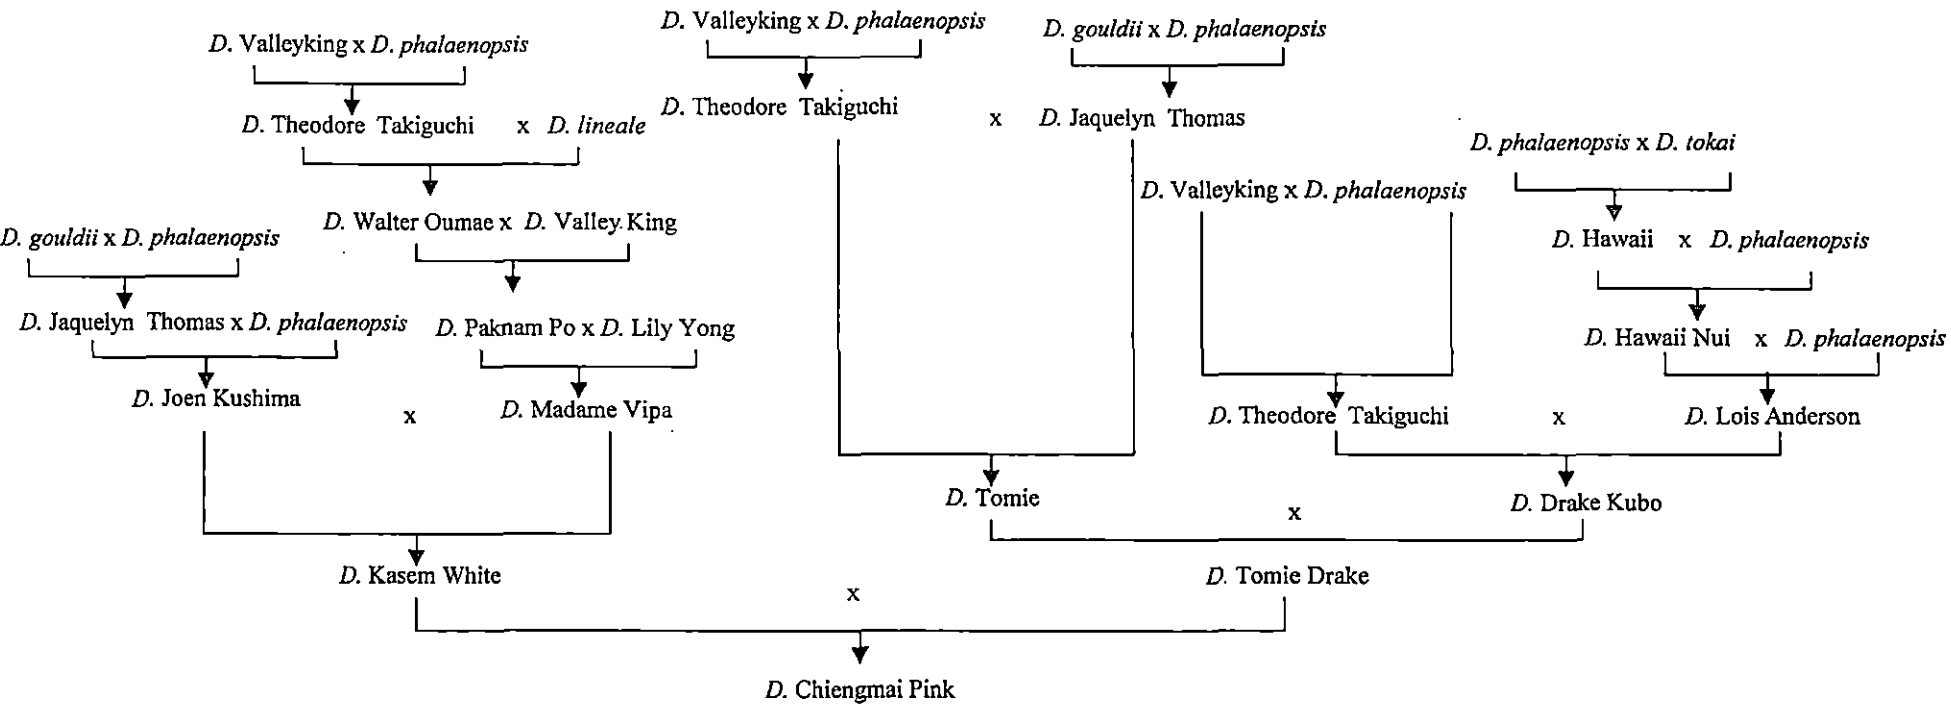 D. Valleyking x D. phalaenopsis
D. gouldii x D. phalaenopsis
D. Valleyking x D. phalaenopsis
D. Theodore Takiguchi x D. Jaquelyn Thomas
D. Theodore Takiguchi x D. lineale
D. phalaenopsis x D. tokai
D. Valleyking x D. phalaenopsis
D. Walter Oumae x D. Valley. King
D. gouldii x D. phalaenopsis
D. Hawaii x D. phalaenopsis
D. Jaquelyn Thomas x D. phalaenopsis
D. Paknam Po x D. Lily Yong
D. Hawaii Nui x D. phalaenopsis
D. Joen Kushima x D. Madame Vipa
D. Theodore Takiguchi x D. Lois Anderson
D. Tomie x D. Drake Kubo
D. Kasem White x D. Tomie Drake
D. Chiengmai Pink